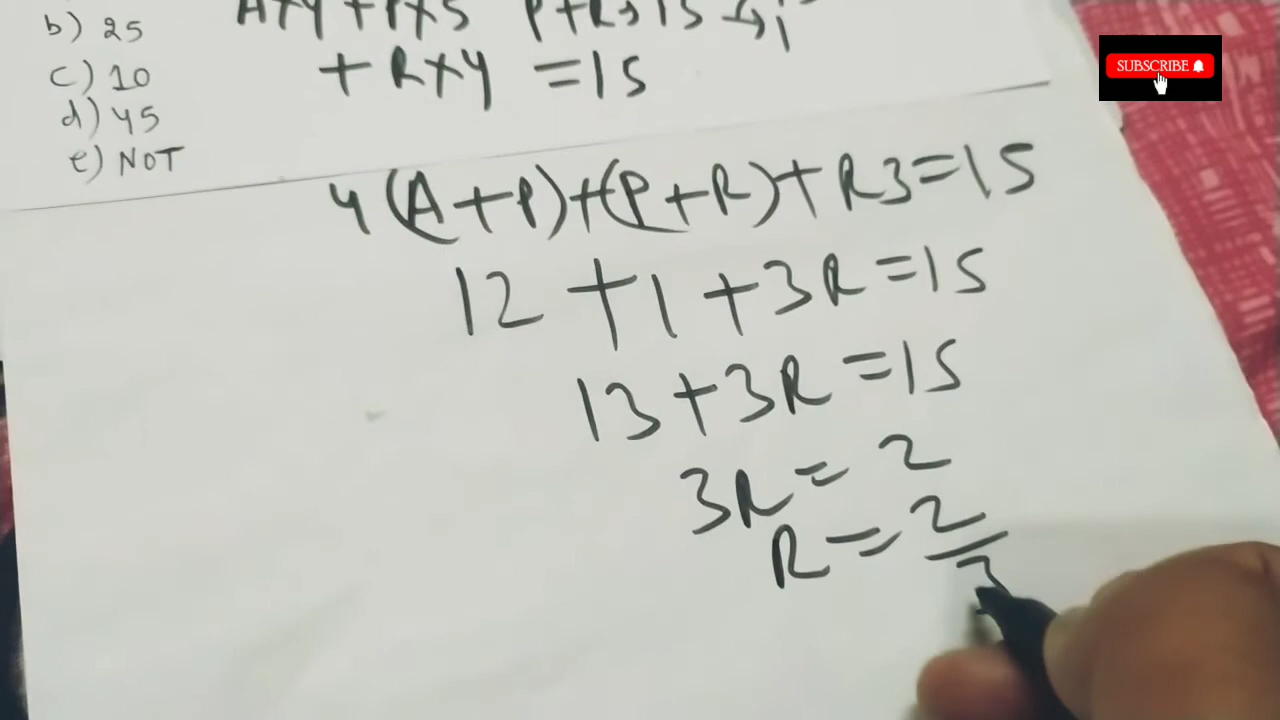 b) 25
+ R×4 = 15
c) 10
d) 45
e) NOT
4(A+P)+(P+R)+R3=15
12 + 1 + 3R = 15
13 + 3R = 15
3R = 2
R = 2/3
SUBSCRIBE